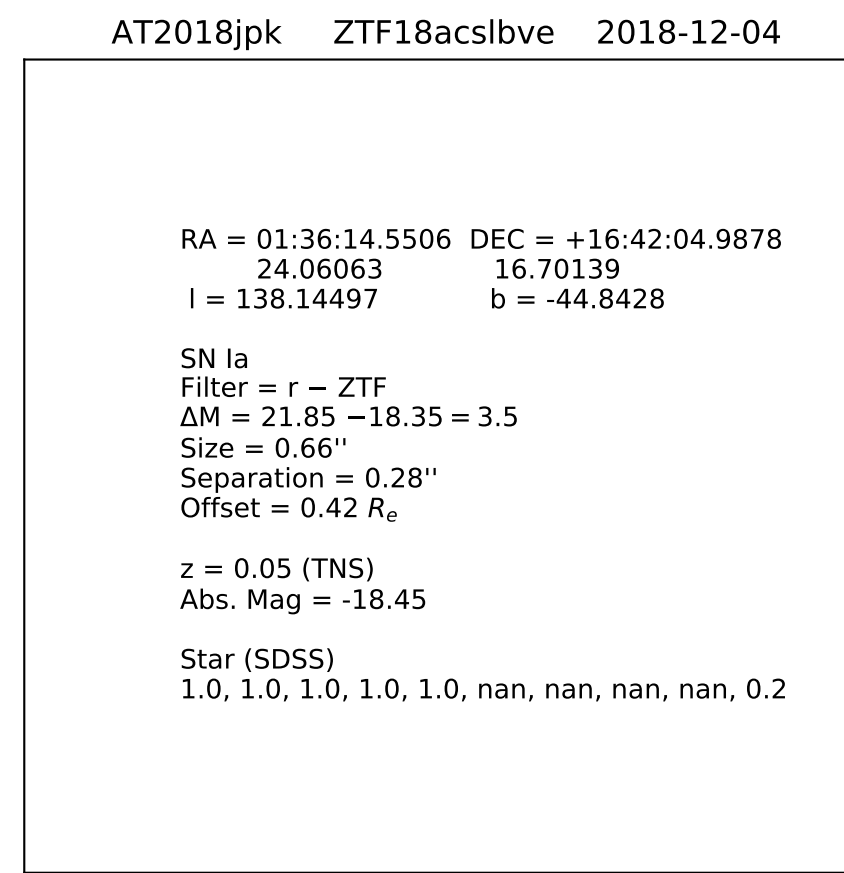 AT2018jpk ZTF18acslbve 2018-12-04
RA = 01:36:14.5506 DEC = +16:42:04.9878
24.06063 16.70139
l = 138.14497 b = -44.8428
SN Ia
Filter = r − ZTF
ΔM = 21.85 −18.35 = 3.5
Size = 0.66''
Separation = 0.28''
Offset = 0.42 Re
z = 0.05 (TNS)
Abs. Mag = -18.45
Star (SDSS)
1.0, 1.0, 1.0, 1.0, 1.0, nan, nan, nan, nan, 0.2